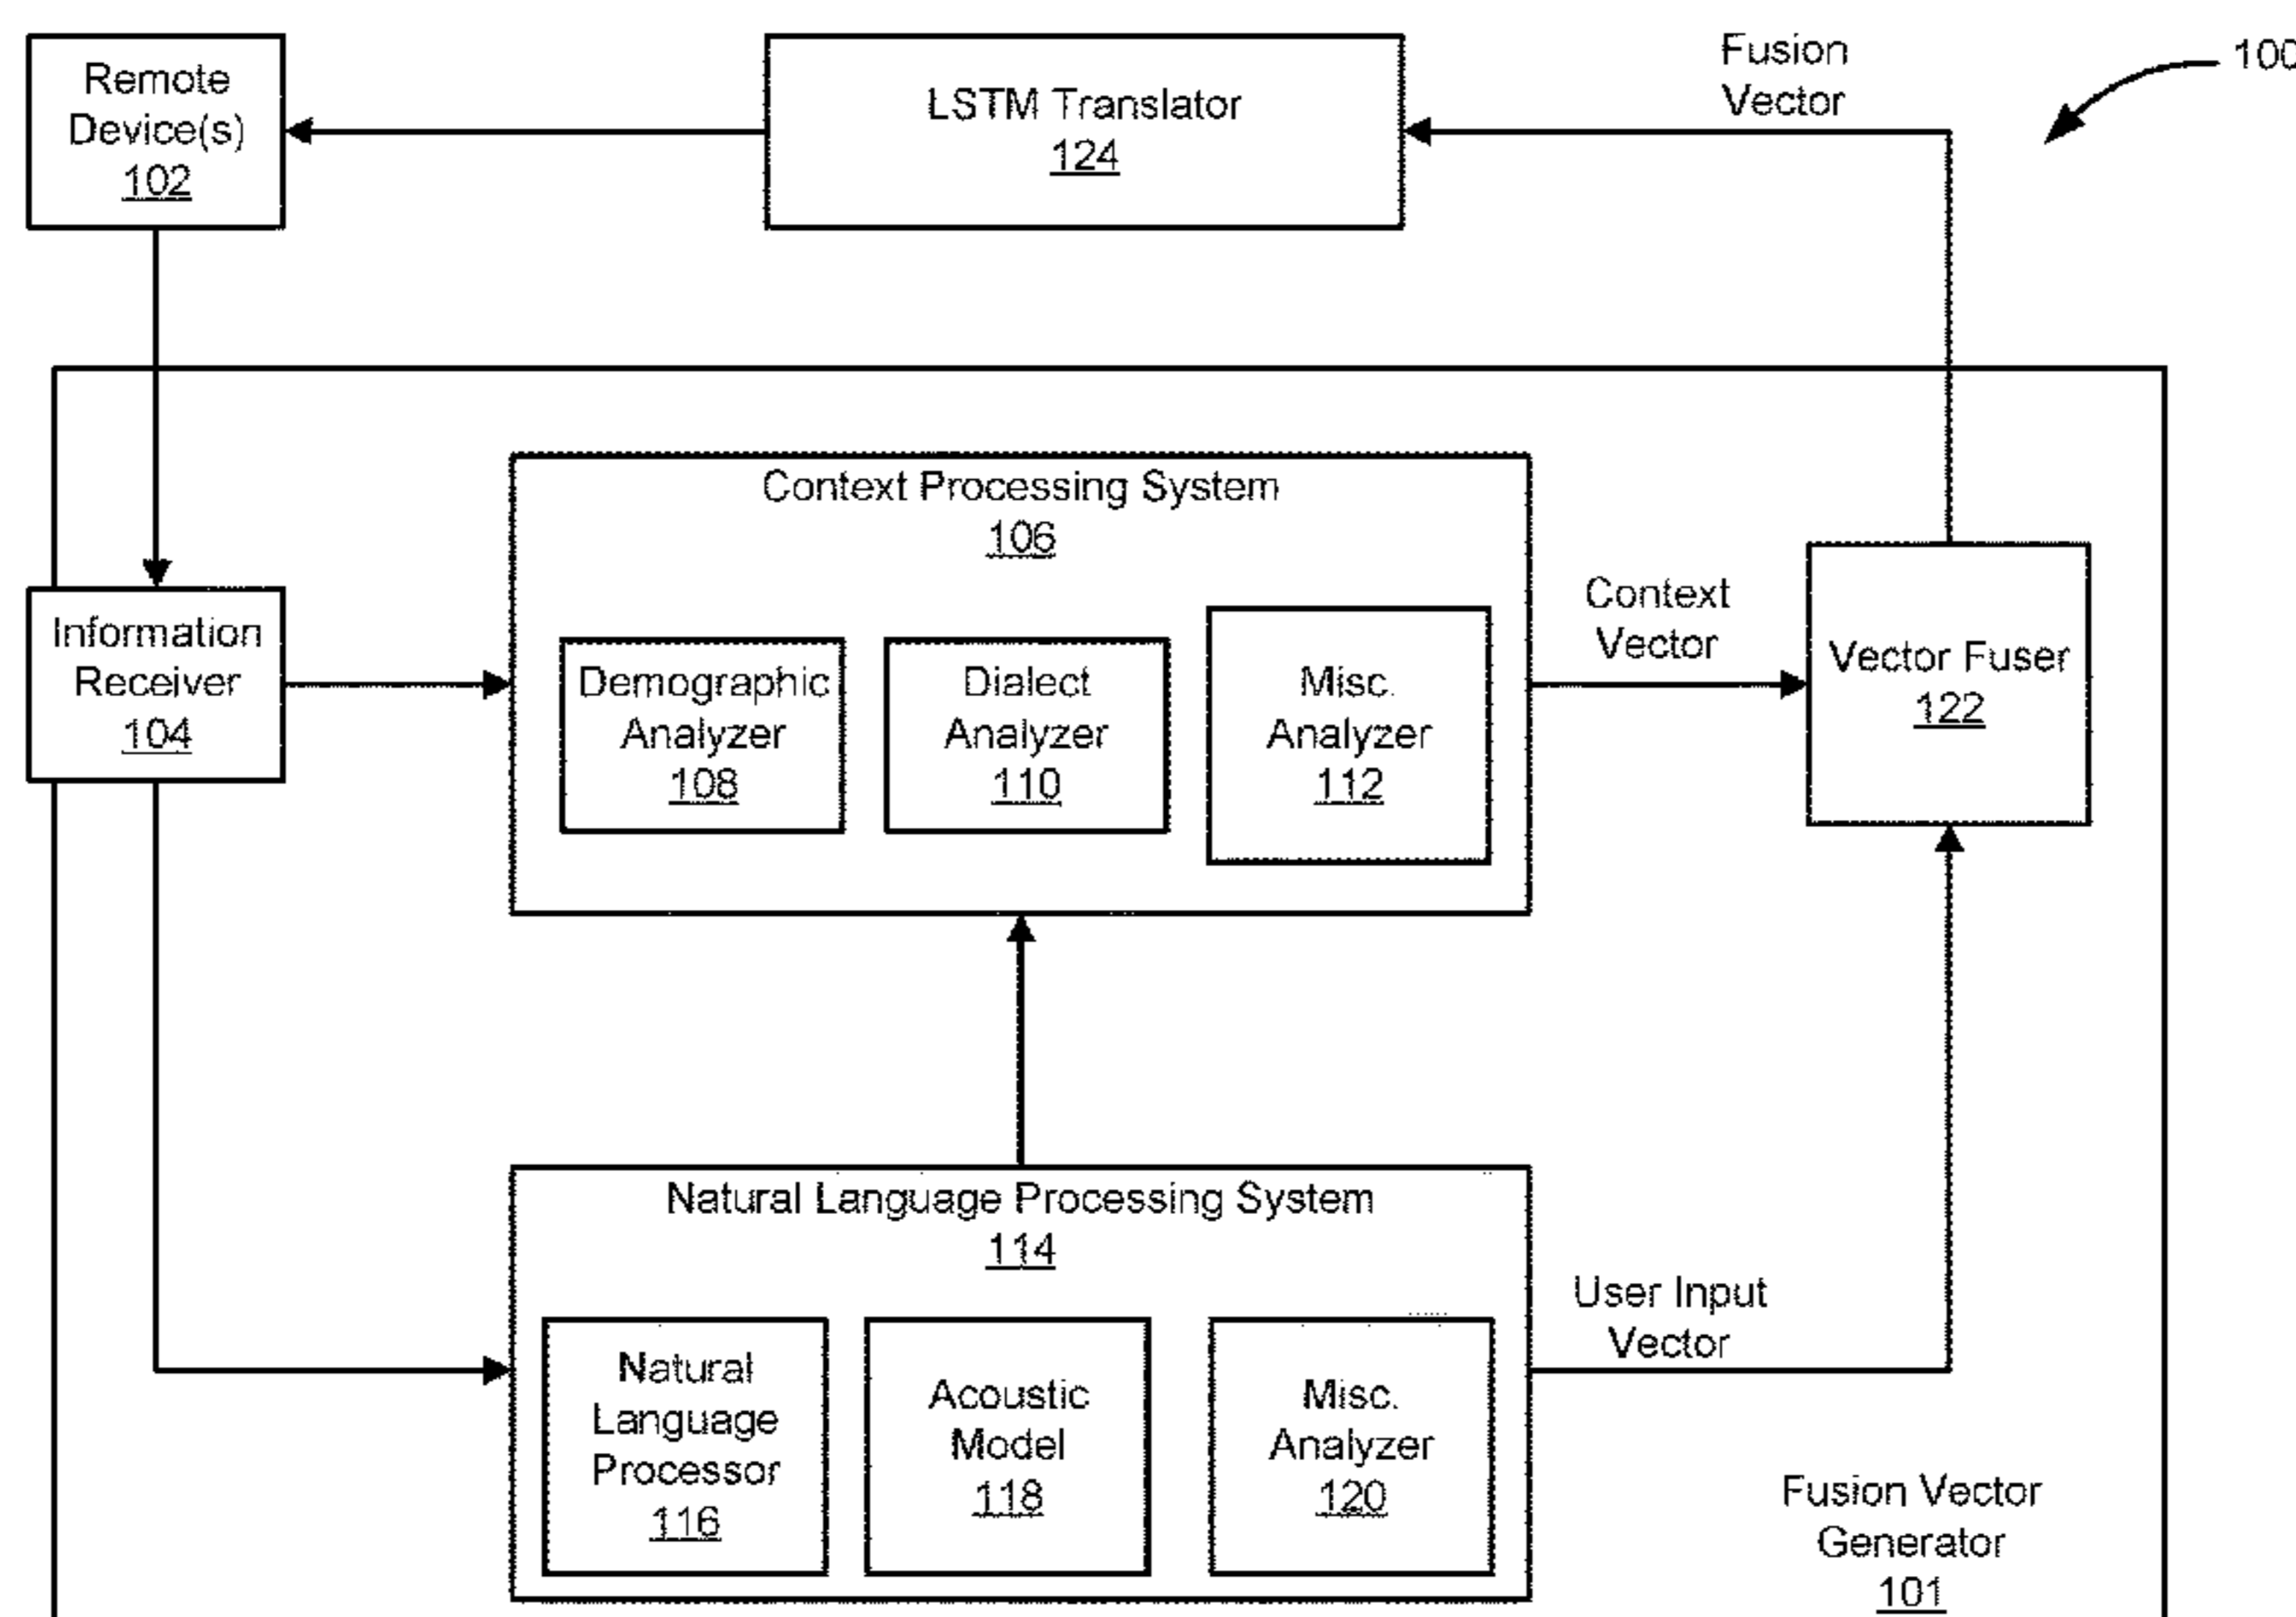 Remote
Device(s)
102
LSTM Translator
124
Fusion
Vector
100
Context Processing System
106
Information
Receiver
104
Demographic
Analyzer
108
Dialect
Analyzer
110
Misc.
Analyzer
112
Context
Vector
Vector Fuser
122
Natural Language Processing System
114
Natural
Language
Processor
116
Acoustic
Model
118
Misc.
Analyzer
120
User Input
Vector
Fusion Vector
Generator
101